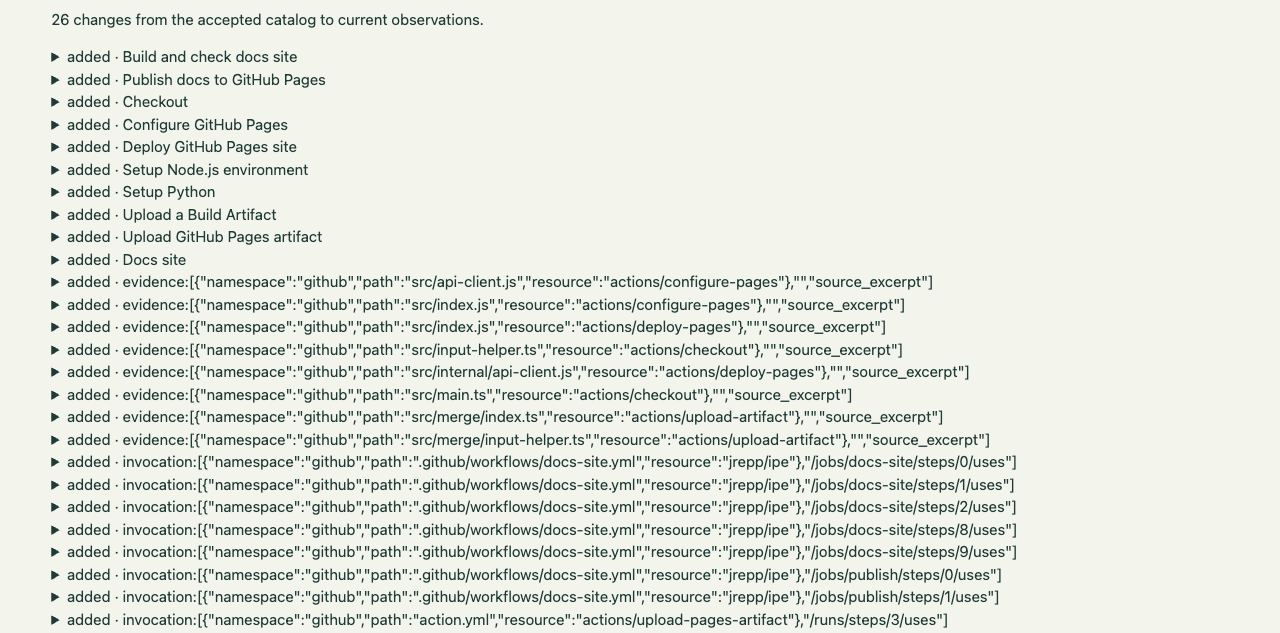 26 changes from the accepted catalog to current observations.
▶ added · Build and check docs site
▶ added · Publish docs to GitHub Pages
▶ added · Checkout
▶ added · Configure GitHub Pages
▶ added · Deploy GitHub Pages site
▶ added · Setup Node.js environment
▶ added · Setup Python
▶ added · Upload a Build Artifact
▶ added · Upload GitHub Pages artifact
▶ added · Docs site
▶ added · evidence:[{"namespace":"github","path":"src/api-client.js","resource":"actions/configure-pages"},"","source_excerpt"]
▶ added · evidence:[{"namespace":"github","path":"src/index.js","resource":"actions/configure-pages"},"","source_excerpt"]
▶ added · evidence:[{"namespace":"github","path":"src/index.js","resource":"actions/deploy-pages"},"","source_excerpt"]
▶ added · evidence:[{"namespace":"github","path":"src/input-helper.ts","resource":"actions/checkout"},"","source_excerpt"]
▶ added · evidence:[{"namespace":"github","path":"src/internal/api-client.js","resource":"actions/deploy-pages"},"","source_excerpt"]
▶ added · evidence:[{"namespace":"github","path":"src/main.ts","resource":"actions/checkout"},"","source_excerpt"]
▶ added · evidence:[{"namespace":"github","path":"src/merge/index.ts","resource":"actions/upload-artifact"},"","source_excerpt"]
▶ added · evidence:[{"namespace":"github","path":"src/merge/input-helper.ts","resource":"actions/upload-artifact"},"","source_excerpt"]
▶ added · invocation:[{"namespace":"github","path":".github/workflows/docs-site.yml","resource":"jrepp/ipe"},"/jobs/docs-site/steps/0/uses"]
▶ added · invocation:[{"namespace":"github","path":".github/workflows/docs-site.yml","resource":"jrepp/ipe"},"/jobs/docs-site/steps/1/uses"]
▶ added · invocation:[{"namespace":"github","path":".github/workflows/docs-site.yml","resource":"jrepp/ipe"},"/jobs/docs-site/steps/2/uses"]
▶ added · invocation:[{"namespace":"github","path":".github/workflows/docs-site.yml","resource":"jrepp/ipe"},"/jobs/docs-site/steps/8/uses"]
▶ added · invocation:[{"namespace":"github","path":".github/workflows/docs-site.yml","resource":"jrepp/ipe"},"/jobs/docs-site/steps/9/uses"]
▶ added · invocation:[{"namespace":"github","path":".github/workflows/docs-site.yml","resource":"jrepp/ipe"},"/jobs/publish/steps/0/uses"]
▶ added · invocation:[{"namespace":"github","path":".github/workflows/docs-site.yml","resource":"jrepp/ipe"},"/jobs/publish/steps/1/uses"]
▶ added · invocation:[{"namespace":"github","path":"action.yml","resource":"actions/upload-pages-artifact"},"/runs/steps/3/uses"]